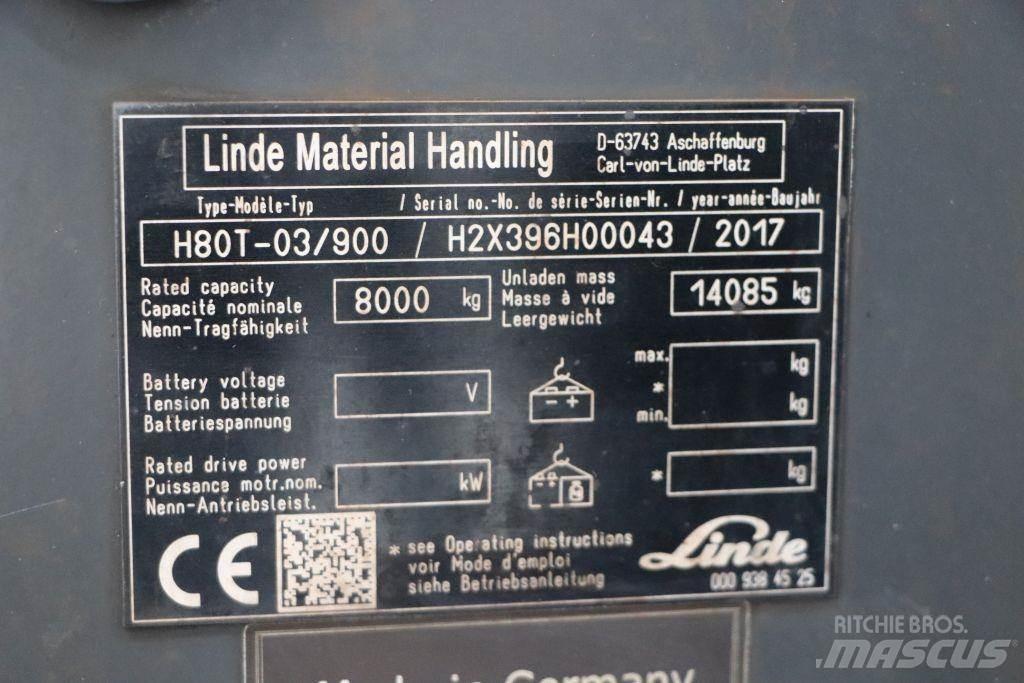 Linde Material Handling
D-63743 Aschaffenburg
Carl-von-Linde-Platz
Type-Modèle-Typ / Serial no.-No. de série-Serien-Nr. / year-année-Baujahr
H80T-03/900 / H2X396H00043 / 2017
Rated capacity
Capacité nominale
Nenn-Tragfähigkeit
8000 kg
Unladen mass
Masse à vide
Leergewicht
14085 kg
Battery voltage
Tension batterie
Batteriespannung
V
- +
max.
*
min.
kg
kg
Rated drive power
Puissance motr.nom.
Nenn-Antriebsleist.
kW
- +
*
kg
CE
* see Operating instructions
voir Mode d'emploi
siehe Betriebsanleitung
Linde
000 938 45 25
Made in Germany
RITCHIE BROS.
MASCUS